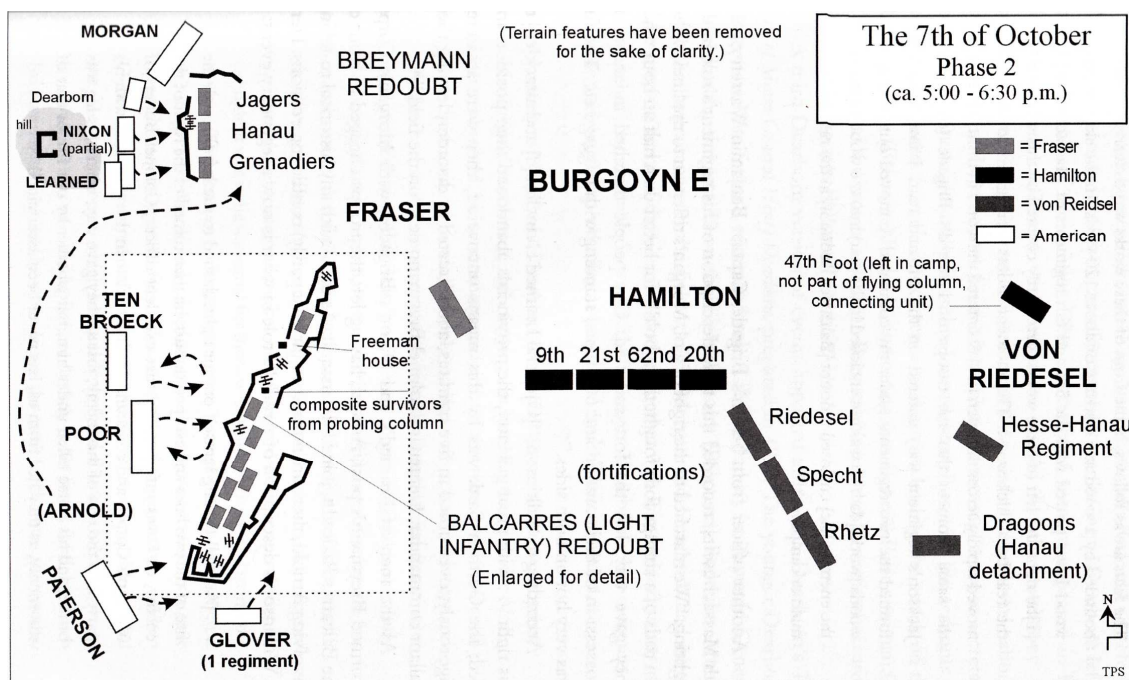 MORGAN
(Terrain features have been removed
for the sake of clarity.)
The 7th of October
Phase 2
(ca. 5:00 - 6:30 p.m.)
BREYMANN
REDOUBT
Dearborn
Jagers
hill
NIXON
(partial)
Hanau
LEARNED
Grenadiers
= Fraser
= Hamilton
= von Reidsel
= American
BURGOYN E
FRASER
47th Foot (left in camp,
not part of flying column,
connecting unit)
TEN
BROECK
HAMILTON
Freeman
house
9th 21st 62nd 20th
VON
RIEDESEL
composite survivors
from probing column
POOR
Riedesel
Hesse-Hanau
Regiment
(fortifications)
Specht
(ARNOLD)
Rhetz
BALCARRES (LIGHT
INFANTRY) REDOUBT
(Enlarged for detail)
Dragoons
(Hanau
detachment)
PATERSON
GLOVER
(1 regiment)
N
TPS